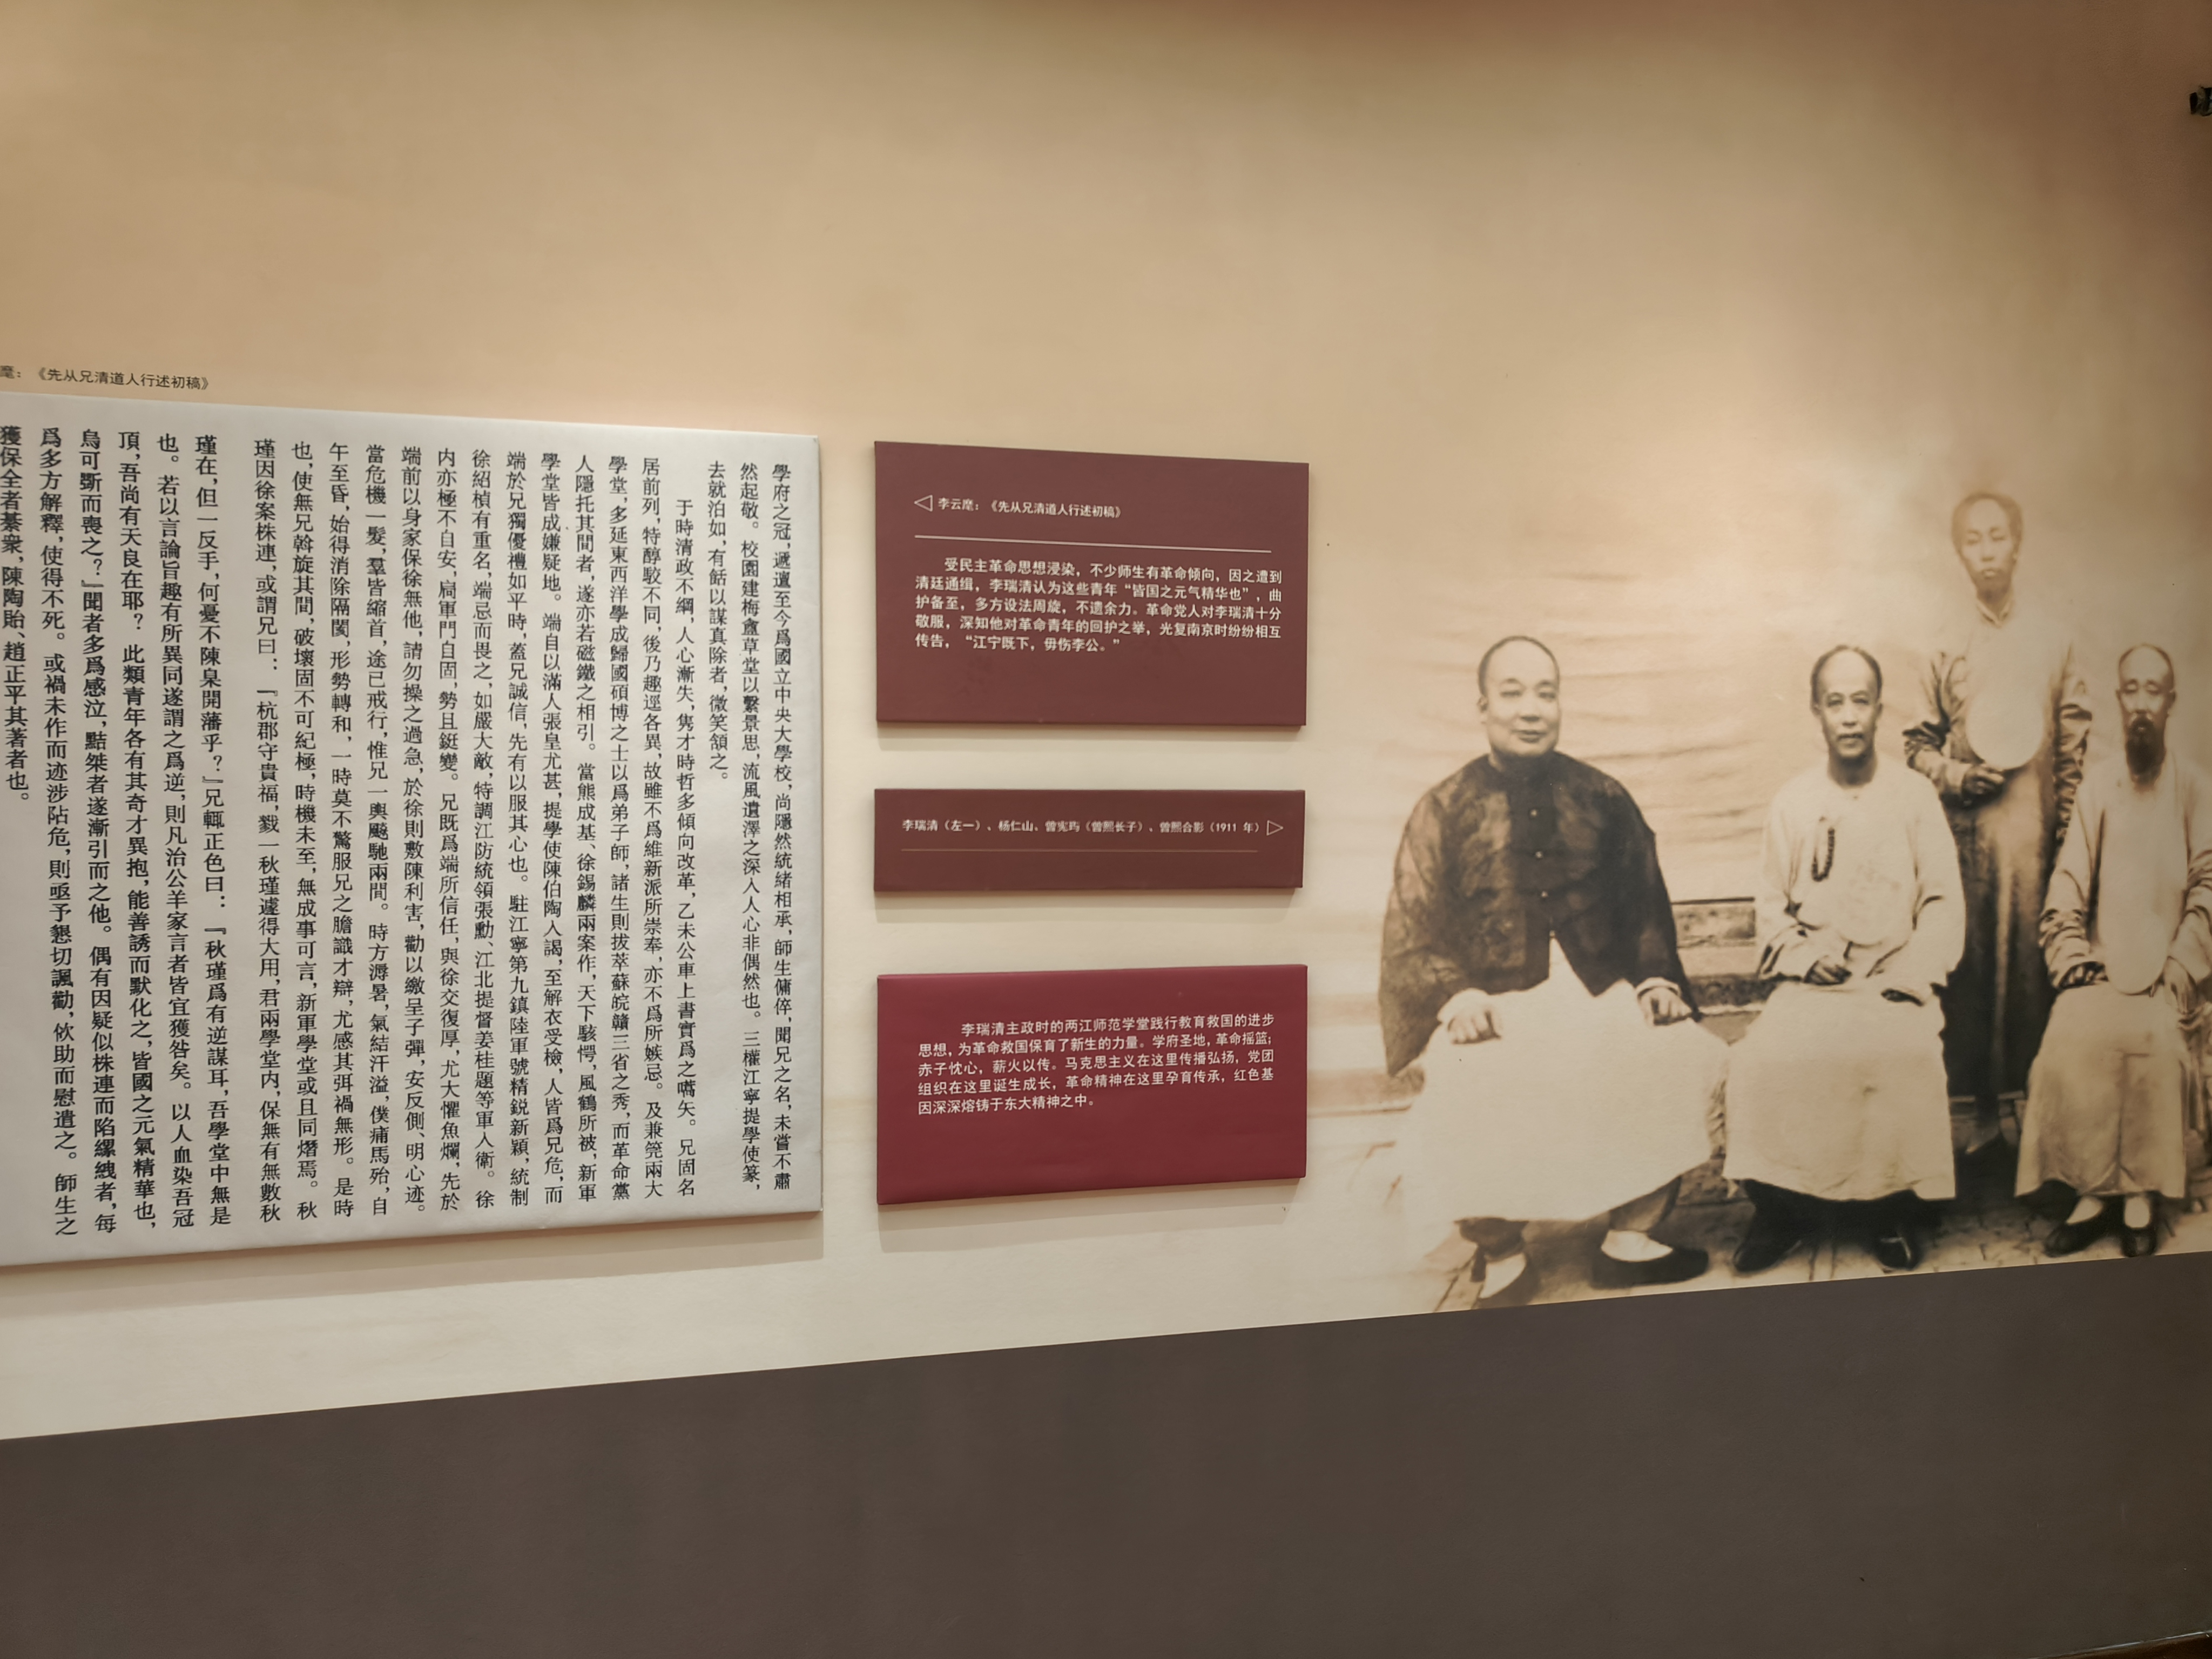 麾：《先从兄清道人行述初稿》
學府之冠，遞邅至今爲國立中央大學校，尚隱然統緒相承，師生傭倅，聞兄之名，未嘗不肅
然起敬。校園建梅盦草堂以繫景思，流風遺澤之深入人心非偶然也。三權江寧提學使篆，
去就泊如，有餂以謀真除者，微笑頷之。
于時清政不綱，人心漸失，隽才時哲多傾向改革，乙未公車上書實爲之嚆矢。兄固名
居前列，特醇駮不同，後乃趣逕各異，故雖不爲維新派所崇奉，亦不爲所嫉忌。及兼筦兩大
學堂，多延東西洋學成歸國碩博之士以爲弟子師，諸生則拔萃蘇皖贛三省之秀，而革命黨
人隱托其間者，遂亦若磁鐵之相引。當熊成基、徐錫麟兩案作，天下駭愕，風鶴所被，新軍
學堂皆成嫌疑地。端自以滿人張皇尤甚，提學使陳伯陶入謁，至解衣受檢，人皆爲兄危，而
端於兄獨優禮如平時，蓋兄誠信，先有以服其心也。駐江寧第九鎮陸軍號精銳新穎，統制
徐紹楨有重名，端忌而畏之，如嚴大敵，特調江防統領張勳、江北提督姜桂題等軍入衛。徐
内亦極不自安，扃軍門自固，勢且鋌變。兄既爲端所信任，與徐交復厚，尤大懼魚爛，先於
端前以身家保徐無他，請勿操之過急，於徐則敷陳利害，勸以繳呈子彈，安反側、明心迹。
當危機一髮，羣皆縮首，途已戒行，惟兄一輿飈馳兩間。時方溽暑，氣結汗溢，僕痡馬殆，自
午至昏，始得消除隔閡，形勢轉和，一時莫不驚服兄之膽識才辯，尤感其弭禍無形。是時
也，使無兄斡旋其間，破壞固不可紀極，時機未至，無成事可言，新軍學堂或且同熸焉。秋
瑾因徐案株連，或謂兄曰：『杭郡守貴福，戮一秋瑾遽得大用，君兩學堂内，保無有無數秋
瑾在，但一反手，何憂不陳臬開藩乎？』兄輒正色曰：『秋瑾爲有逆謀耳，吾學堂中無是
也。若以言論旨趣有所異同遂謂之爲逆，則凡治公羊家言者皆宜獲咎矣。以人血染吾冠
頂，吾尚有天良在耶？此類青年各有其奇才異抱，能善誘而默化之，皆國之元氣精華也，
烏可斲而喪之？』聞者多爲感泣，黠桀者遂漸引而之他。偶有因疑似株連而陷縲絏者，每
爲多方解釋，使得不死。或禍未作而迹涉阽危，則亟予懇切諷勸，佽助而慰遣之。師生之
獲保全者綦衆，陳陶貽、趙正平其著者也。
◁ 李云麾：《先从兄清道人行述初稿》
受民主革命思想浸染，不少师生有革命倾向，因之遭到
清廷通缉，李瑞清认为这些青年“皆国之元气精华也”，曲
护备至，多方设法周旋，不遗余力。革命党人对李瑞清十分
敬服，深知他对革命青年的回护之举，光复南京时纷纷相互
传告，“江宁既下，毋伤李公。”
李瑞清（左一）、杨仁山、曾宪玙（曾熙长子）、曾熙合影（1911 年）▷
李瑞清主政时的两江师范学堂践行教育救国的进步
思想，为革命救国保育了新生的力量。学府圣地，革命摇篮；
赤子忱心，薪火以传。马克思主义在这里传播弘扬，党团
组织在这里诞生成长，革命精神在这里孕育传承，红色基
因深深熔铸于东大精神之中。